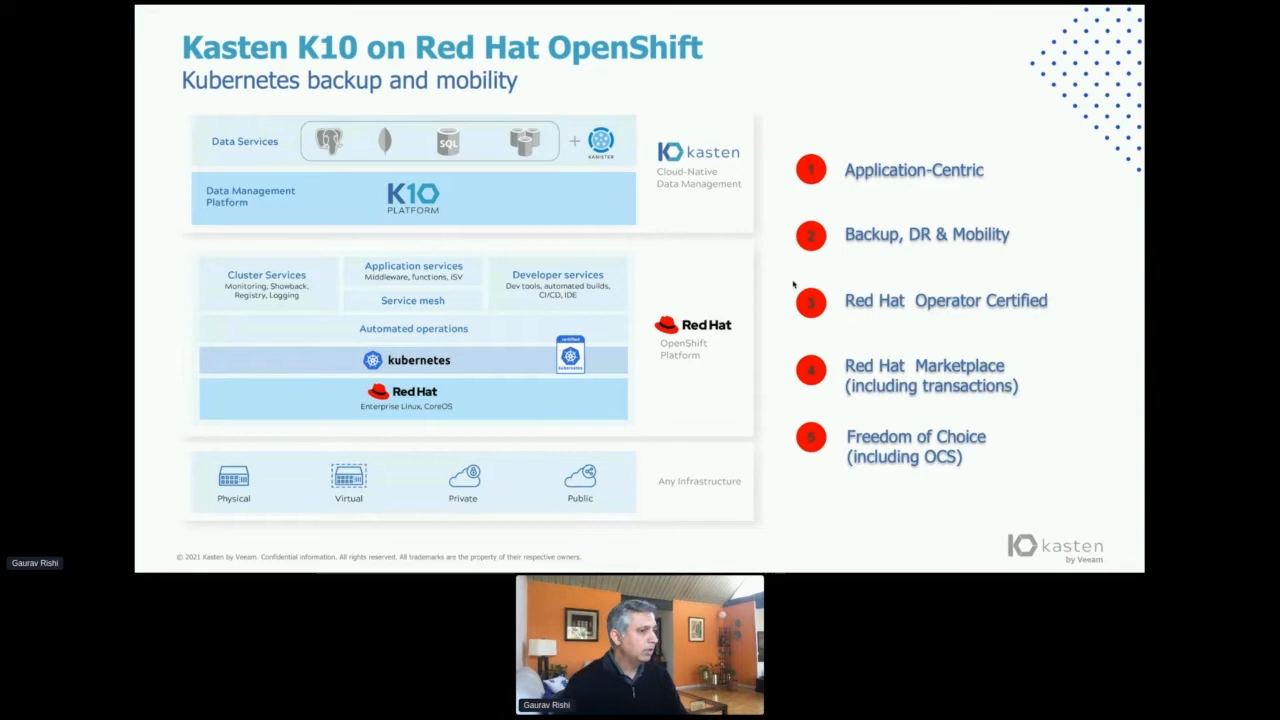 Kasten K10 on Red Hat OpenShift
Kubernetes backup and mobility
Data Services
SQL
+
KANISTER
Data Management
Platform
K10
PLATFORM
kasten
Cloud-Native
Data Management
Cluster Services
Monitoring, Showback,
Registry, Logging
Application services
Middleware, functions, ISV
Service mesh
Developer services
Dev tools, automated builds,
CI/CD, IDE
Automated operations
kubernetes
certified
kubernetes
Red Hat
Enterprise Linux, CoreOS
Red Hat
OpenShift
Platform
Physical
Virtual
Private
Public
Any Infrastructure
1
Application-Centric
2
Backup, DR & Mobility
3
Red Hat Operator Certified
4
Red Hat Marketplace
(including transactions)
5
Freedom of Choice
(including OCS)
© 2021 Kasten by Veeam. Confidential information. All rights reserved. All trademarks are the property of their respective owners.
kasten
by Veeam
Gaurav Rishi
Gaurav Rishi